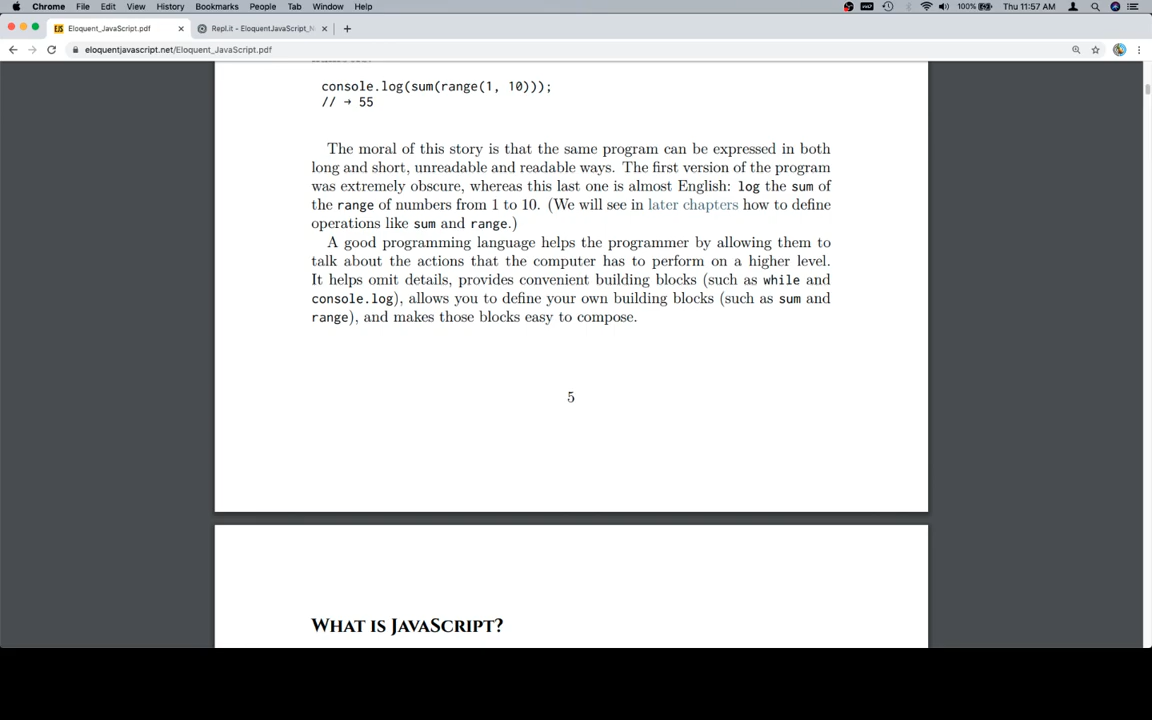 Chrome File Edit View History Bookmarks People Tab Window Help 100% Thu 11:57 AM
Eloquent_JavaScript.pdf Repl.it - EloquentJavaScript_N
eloquentjavascript.net/Eloquent_JavaScript.pdf
console.log(sum(range(1, 10)));
// → 55
The moral of this story is that the same program can be expressed in both
long and short, unreadable and readable ways. The first version of the program
was extremely obscure, whereas this last one is almost English: log the sum of
the range of numbers from 1 to 10. (We will see in later chapters how to define
operations like sum and range.)
A good programming language helps the programmer by allowing them to
talk about the actions that the computer has to perform on a higher level.
It helps omit details, provides convenient building blocks (such as while and
console.log), allows you to define your own building blocks (such as sum and
range), and makes those blocks easy to compose.
5
What is JavaScript?